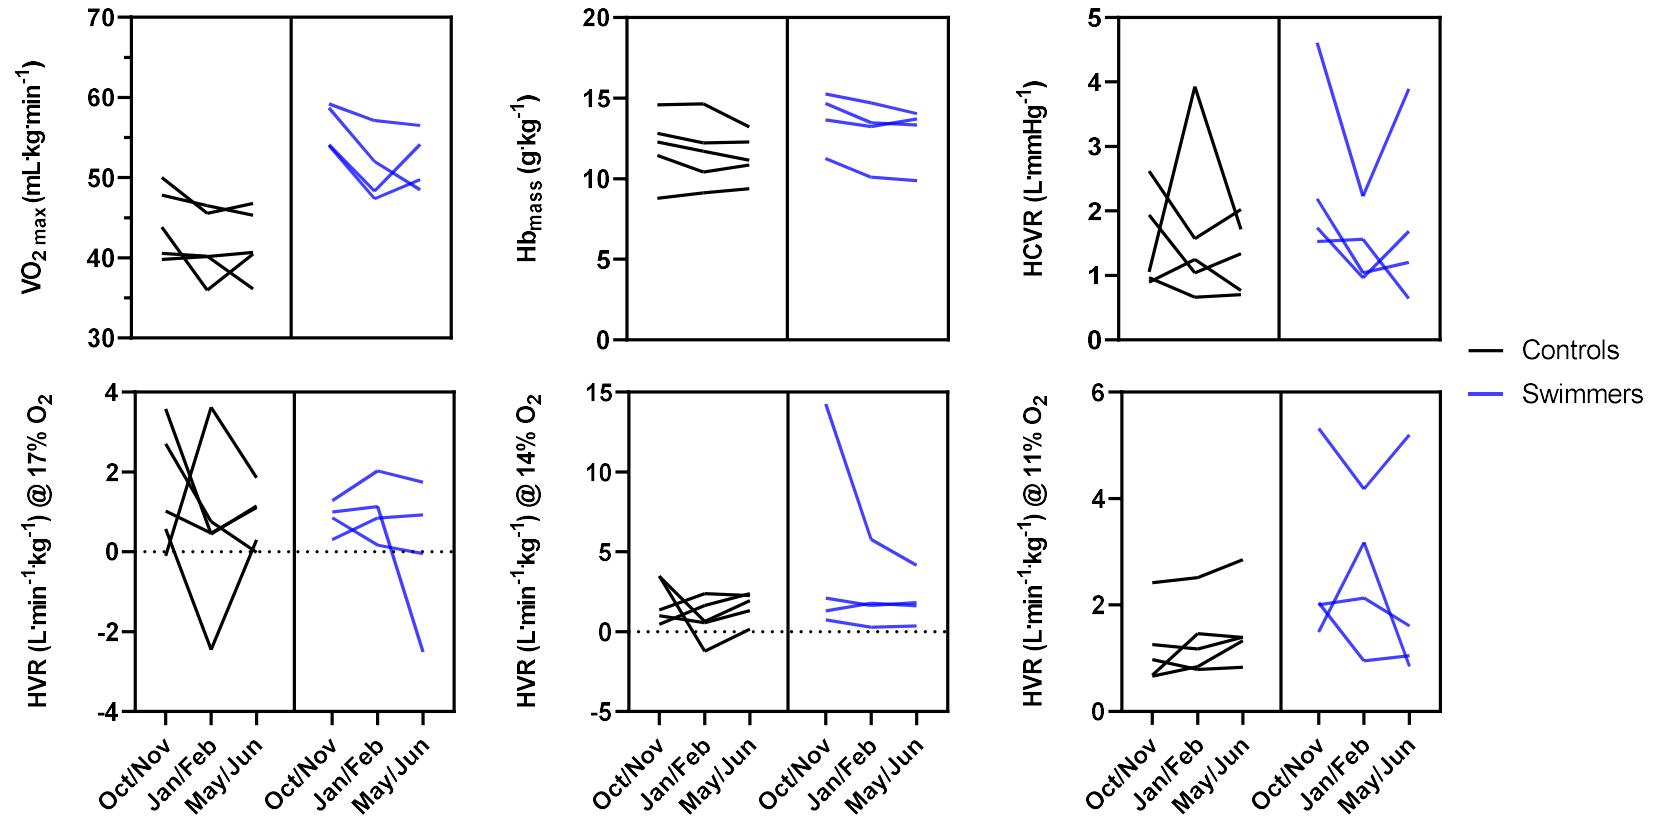 VO2 max (mL·kg·min-1)
70
60
50
40
30
Hbmass (g·kg-1)
20
15
10
5
0
HCVR (L·mmHg-1)
5
4
3
2
1
0
Controls
Swimmers
HVR (L·min-1·kg-1) @ 17% O2
4
2
0
-2
-4
Oct/Nov
Jan/Feb
May/Jun
Oct/Nov
Jan/Feb
May/Jun
HVR (L·min-1·kg-1) @ 14% O2
15
10
5
0
-5
Oct/Nov
Jan/Feb
May/Jun
Oct/Nov
Jan/Feb
May/Jun
HVR (L·min-1·kg-1) @ 11% O2
6
4
2
0
Oct/Nov
Jan/Feb
May/Jun
Oct/Nov
Jan/Feb
May/Jun